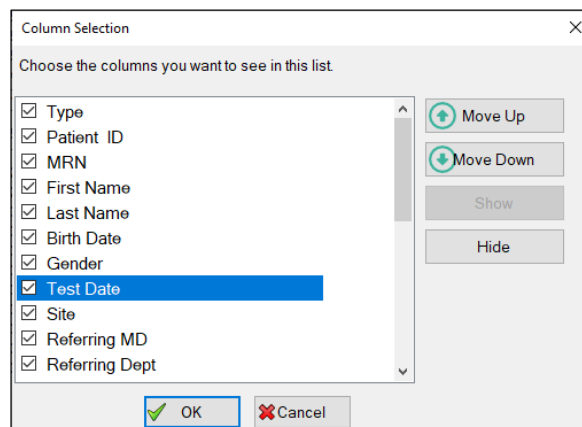 Column Selection
Choose the columns you want to see in this list.
Type
Patient ID
MRN
First Name
Last Name
Birth Date
Gender
Test Date
Site
Referring MD
Referring Dept
Move Up
Move Down
Show
Hide
OK
Cancel